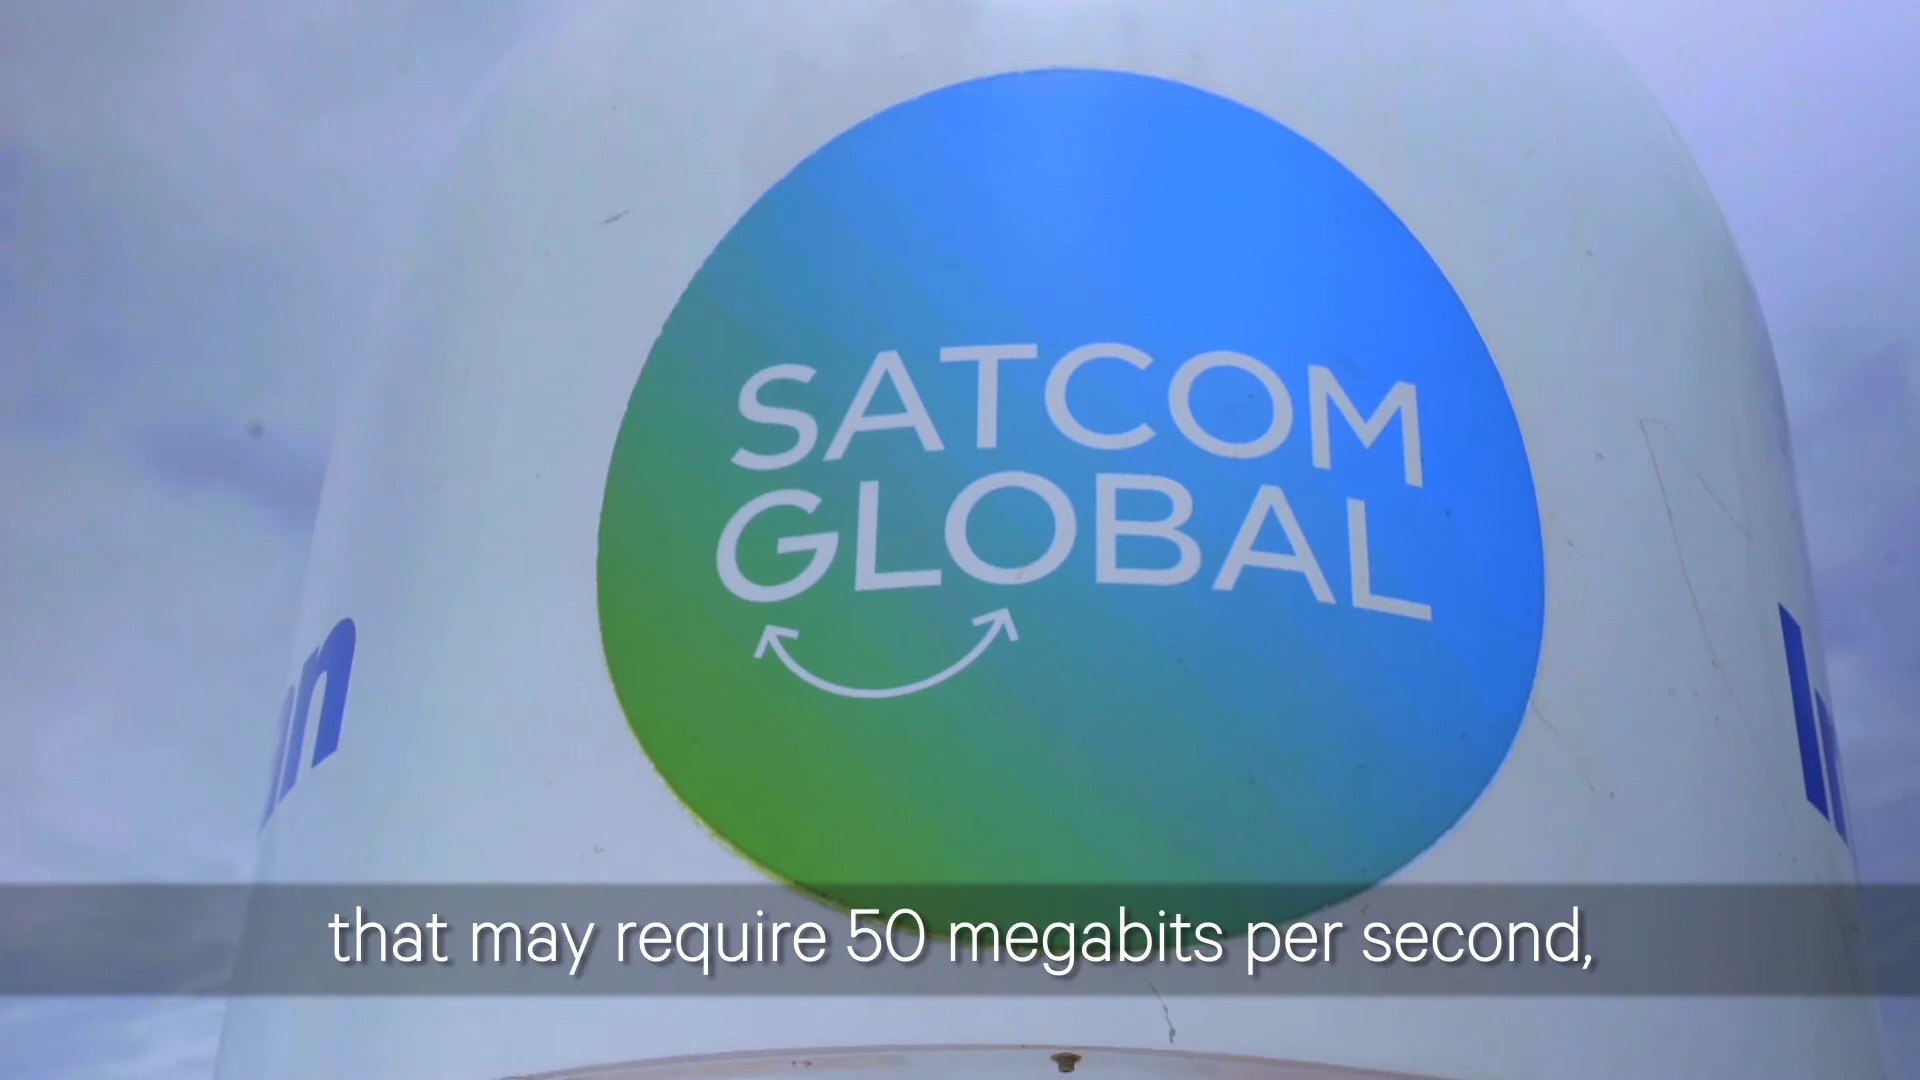 SATCOM
GLOBAL
that may require 50 megabits per second,